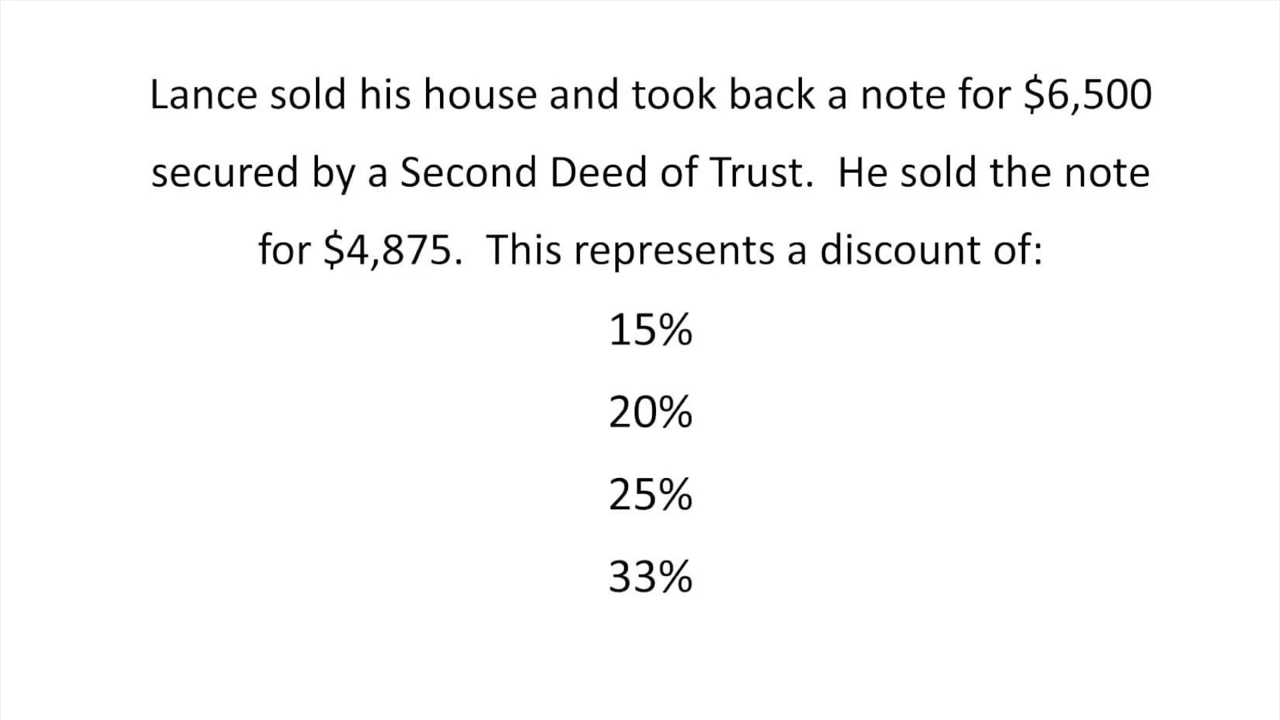 Lance sold his house and took back a note for $6,500
secured by a Second Deed of Trust.  He sold the note
for $4,875.  This represents a discount of:
15%
20%
25%
33%